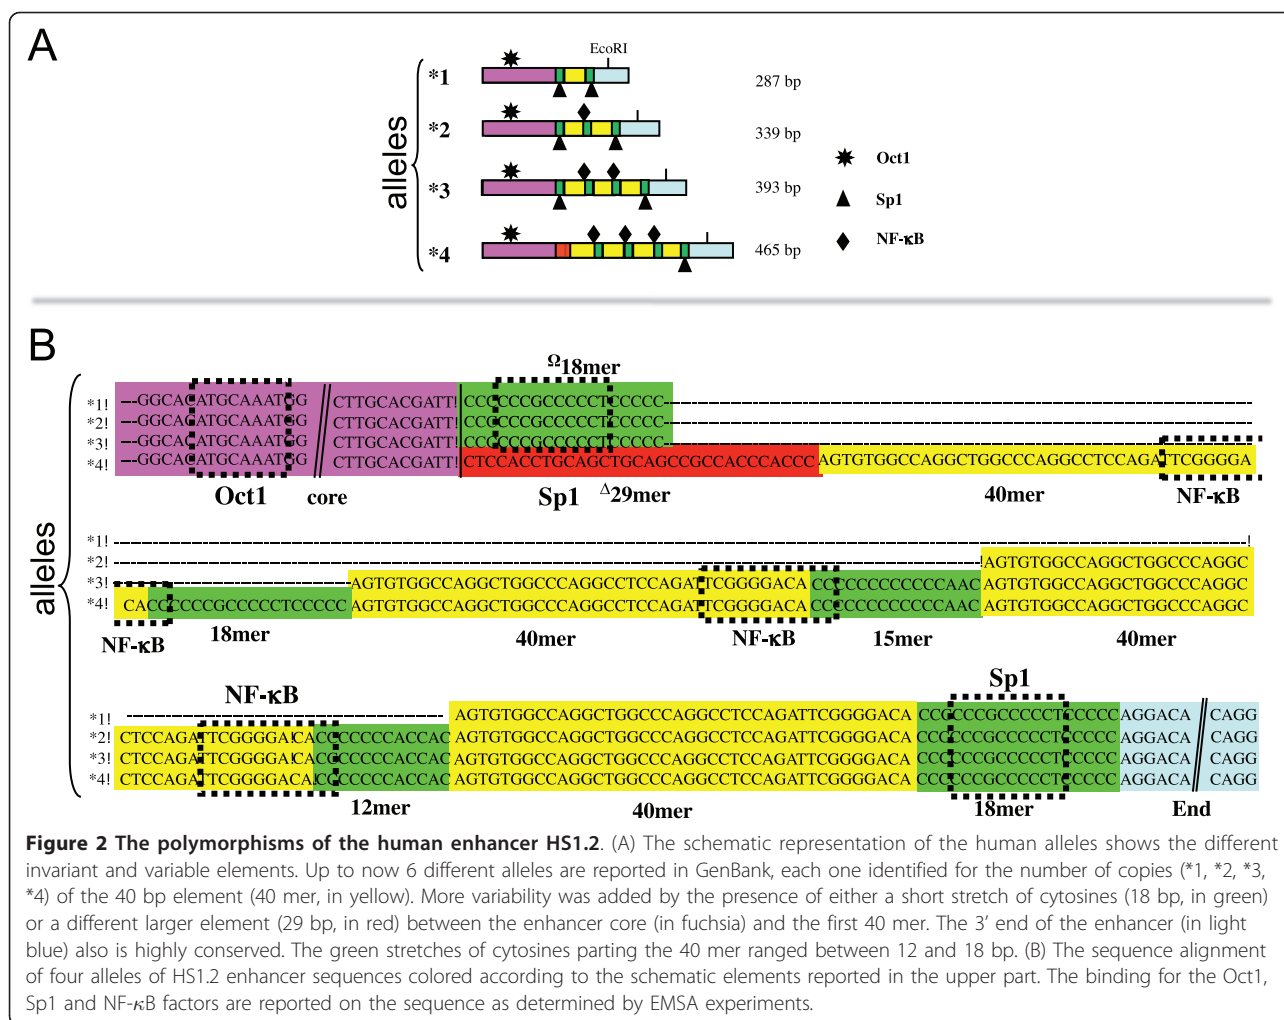 A
EcoRI
*1
287 bp
*2
339 bp
*3
393 bp
*4
465 bp
alleles
Oct1
Sp1
NF-κB
B
alleles
Ω18mer
*1! ---GGCACATGCAAATGG // CTTGCACGATT! CCCCCCGCCCCCTCCCCC
*2! ---GGCACATGCAAATGG CTTGCACGATT! CCCCCCGCCCCCTCCCCC
*3! ---GGCACATGCAAATGG CTTGCACGATT! CCCCCCGCCCCCTCCCCC
*4! ---GGCACATGCAAATGG CTTGCACGATT! CTCCACCTGCAGCTGCAGCCGCCACCCACCC AGTGTGGCCAGGCTGGCCCAGGCCTCCAGATTCGGGGA
Oct1 core Sp1 Δ29mer 40mer NF-κB
*1! !
*2! !AGTGTGGCCAGGCTGGCCCAGGC
*3! AGTGTGGCCAGGCTGGCCCAGGCCTCCAGATTCGGGGACA CCCCCCCCCCCCAAC AGTGTGGCCAGGCTGGCCCAGGC
*4! CACCCCCCGCCCCCTCCCCC AGTGTGGCCAGGCTGGCCCAGGCCTCCAGATTCGGGGACA CCCCCCCCCCCCAAC AGTGTGGCCAGGCTGGCCCAGGC
NF-κB 18mer 40mer NF-κB 15mer 40mer
NF-κB Sp1
*1! AGTGTGGCCAGGCTGGCCCAGGCCTCCAGATTCGGGGACA CCCCCCGCCCCCTCCCCC AGGACA // CAGG
*2! CTCCAGATTCGGGGA!CACCCCCCCACCAC AGTGTGGCCAGGCTGGCCCAGGCCTCCAGATTCGGGGACA CCCCCCGCCCCCTCCCCC AGGACA CAGG
*3! CTCCAGATTCGGGGA!CACCCCCCCACCAC AGTGTGGCCAGGCTGGCCCAGGCCTCCAGATTCGGGGACA CCCCCCGCCCCCTCCCCC AGGACA CAGG
*4! CTCCAGATTCGGGGACA!CCCCCCCACCAC AGTGTGGCCAGGCTGGCCCAGGCCTCCAGATTCGGGGACA CCCCCCGCCCCCTCCCCC AGGACA CAGG
12mer 40mer 18mer End
Figure 2 The polymorphisms of the human enhancer HS1.2. (A) The schematic representation of the human alleles shows the different
invariant and variable elements. Up to now 6 different alleles are reported in GenBank, each one identified for the number of copies (*1, *2, *3,
*4) of the 40 bp element (40 mer, in yellow). More variability was added by the presence of either a short stretch of cytosines (18 bp, in green)
or a different larger element (29 bp, in red) between the enhancer core (in fuchsia) and the first 40 mer. The 3' end of the enhancer (in light
blue) also is highly conserved. The green stretches of cytosines parting the 40 mer ranged between 12 and 18 bp. (B) The sequence alignment
of four alleles of HS1.2 enhancer sequences colored according to the schematic elements reported in the upper part. The binding for the Oct1,
Sp1 and NF-κB factors are reported on the sequence as determined by EMSA experiments.